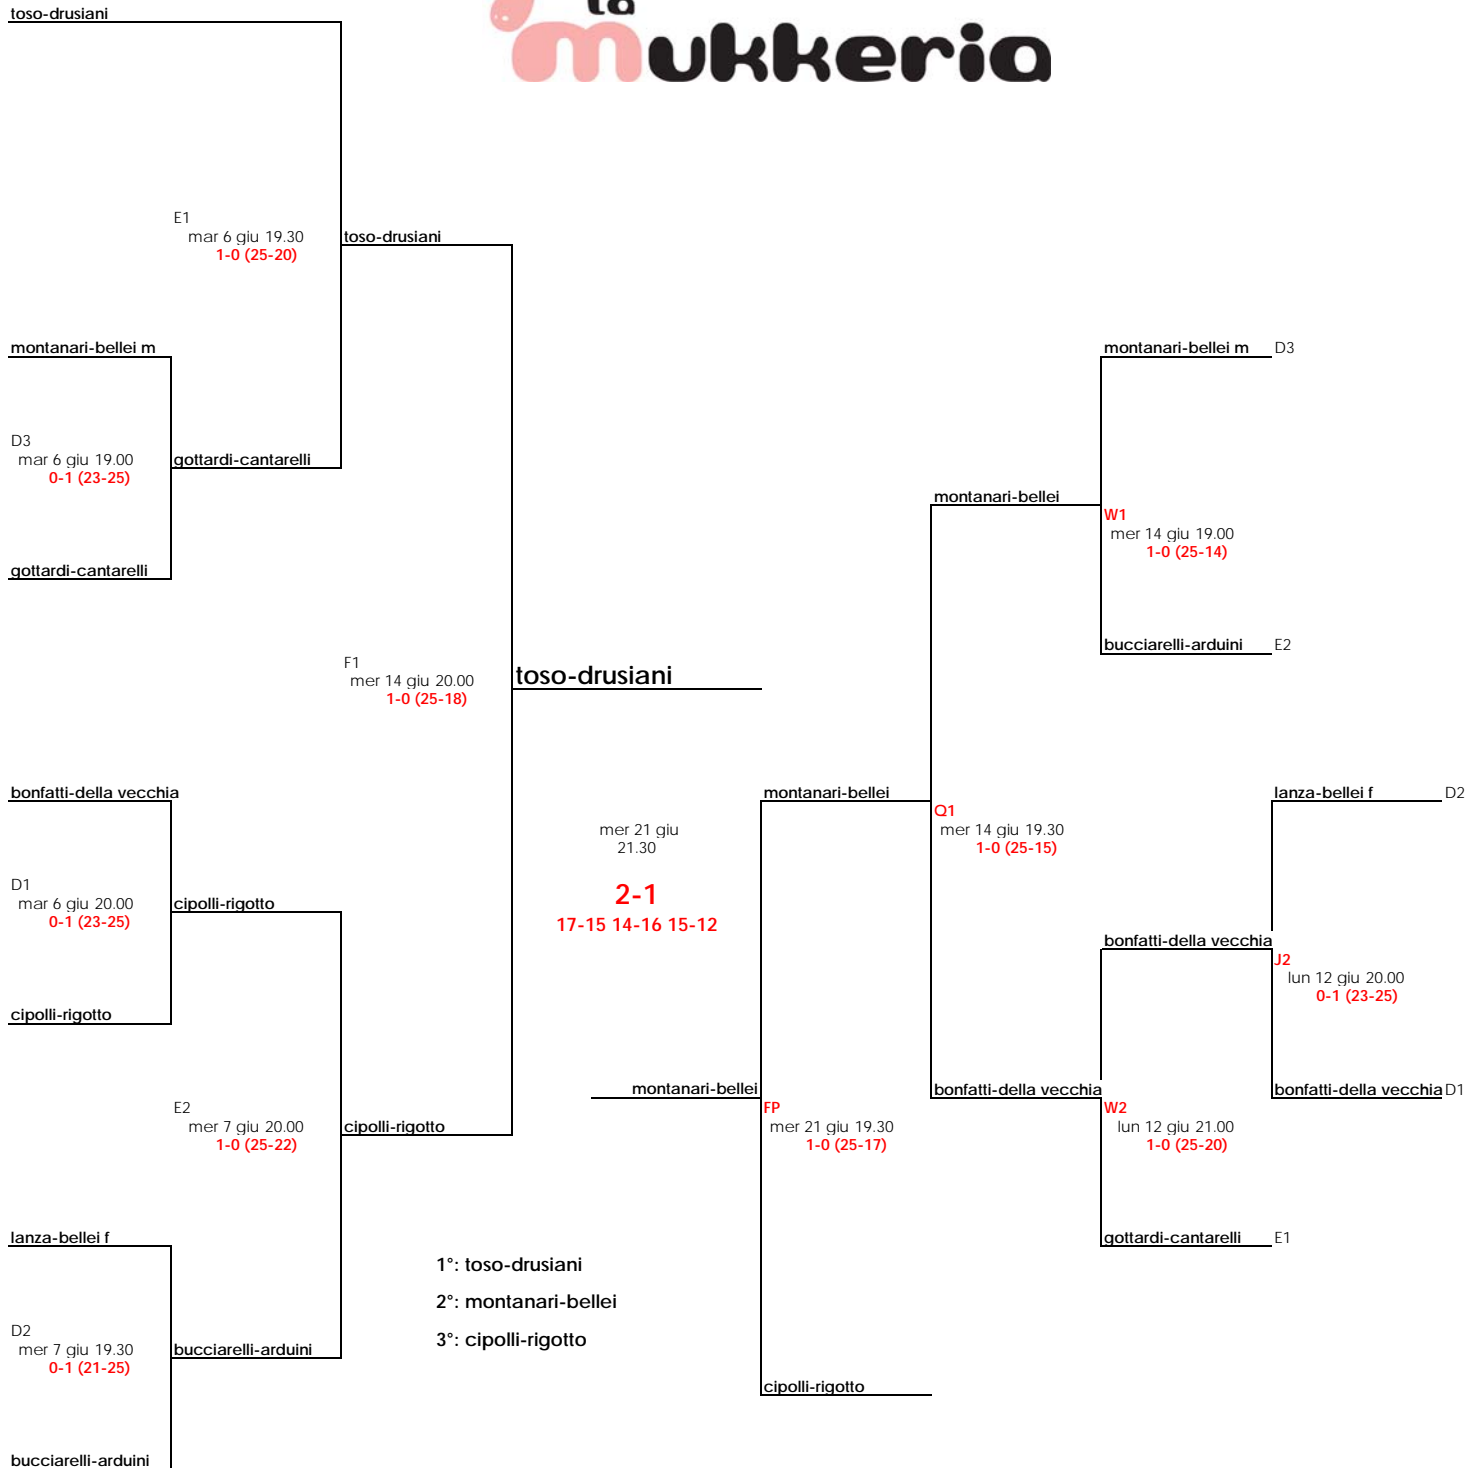 toso-drusiani
la
mukkeria
E1
mar 6 giu 19.30
1-0 (25-20)
toso-drusiani
montanari-bellei m
montanari-bellei m D3
D3
mar 6 giu 19.00
0-1 (23-25)
gottardi-cantarelli
montanari-bellei
W1
mer 14 giu 19.00
1-0 (25-14)
gottardi-cantarelli
bucciarelli-arduini E2
F1
mer 14 giu 20.00
1-0 (25-18)
toso-drusiani
bonfatti-della vecchia
montanari-bellei
lanza-bellei f D2
mer 21 giu
21.30
Q1
mer 14 giu 19.30
1-0 (25-15)
D1
mar 6 giu 20.00
0-1 (23-25)
cipolli-rigotto
2-1
17-15 14-16 15-12
bonfatti-della vecchia
J2
lun 12 giu 20.00
0-1 (23-25)
cipolli-rigotto
montanari-bellei
bonfatti-della vecchia
bonfatti-della vecchia D1
E2
mer 7 giu 20.00
1-0 (25-22)
cipolli-rigotto
FP
mer 21 giu 19.30
1-0 (25-17)
W2
lun 12 giu 21.00
1-0 (25-20)
lanza-bellei f
gottardi-cantarelli E1
1°: toso-drusiani
2°: montanari-bellei
3°: cipolli-rigotto
D2
mer 7 giu 19.30
0-1 (21-25)
bucciarelli-arduini
cipolli-rigotto
bucciarelli-arduini